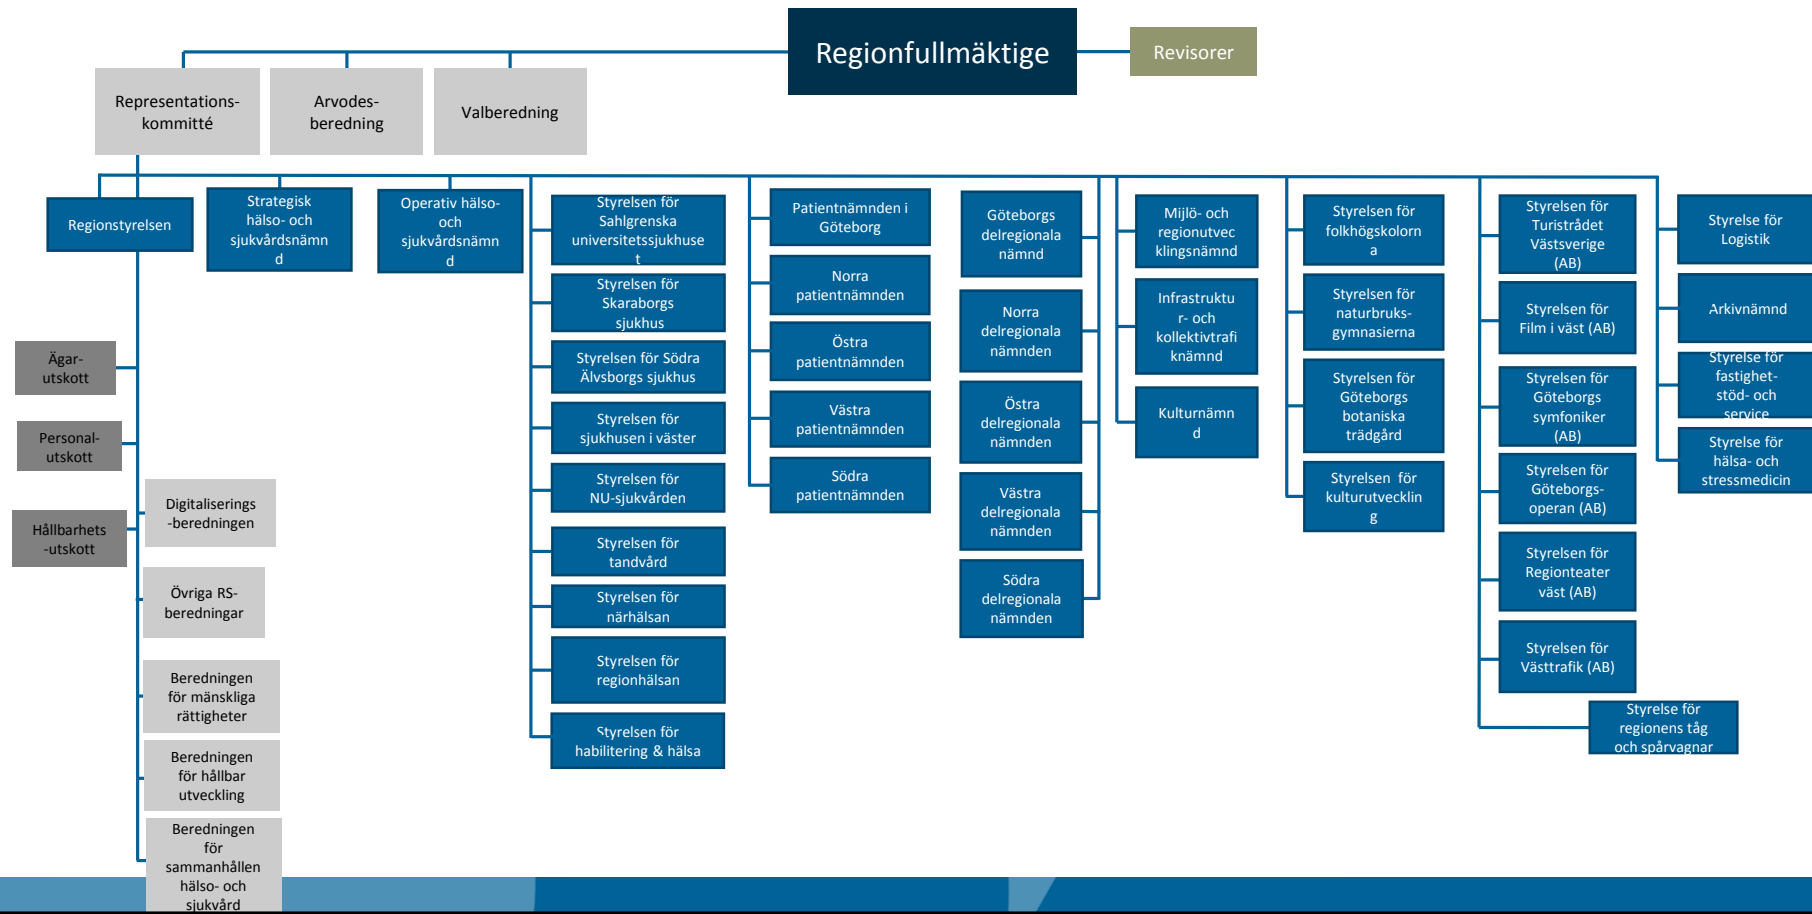 Regionfullmäktige
Revisorer
Representations-
kommitté
Arvodes-
beredning
Valberedning
Regionstyrelsen
Strategisk
hälso- och
sjukvårdsnämn
d
Operativ hälso-
och
sjukvårdsnämn
d
Ägar-
utskott
Personal-
utskott
Hållbarhets
-utskott
Digitaliserings
-beredningen
Övriga RS-
beredningar
Beredningen
för mänskliga
rättigheter
Beredningen
för hållbar
utveckling
Beredningen
för
sammanhållen
hälso- och
sjukvård
Styrelsen för
Sahlgrenska
universitetssjukhuse
t
Styrelsen för
Skaraborgs
sjukhus
Styrelsen för Södra
Älvsborgs sjukhus
Styrelsen för
sjukhusen i väster
Styrelsen för
NU-sjukvården
Styrelsen för
tandvård
Styrelsen för
närhälsan
Styrelsen för
regionhälsan
Styrelsen för
habilitering & hälsa
Patientnämnden i
Göteborg
Norra
patientnämnden
Östra
patientnämnden
Västra
patientnämnden
Södra
patientnämnden
Göteborgs
delregionala
nämnd
Norra
delregionala
nämnden
Östra
delregionala
nämnden
Västra
delregionala
nämnden
Södra
delregionala
nämnden
Mijlö- och
regionutvec
klingsnämnd
Infrastruktu
r- och
kollektivtrafi
knämnd
Kulturnämn
d
Styrelsen för
folkhögskolorn
a
Styrelsen för
naturbruks-
gymnasierna
Styrelsen för
Göteborgs
botaniska
trädgård
Styrelsen för
kulturutvecklin
g
Styrelsen för
Turistrådet
Västsverige
(AB)
Styrelsen för
Film i väst (AB)
Styrelsen för
Göteborgs
symfoniker
(AB)
Styrelsen för
Göteborgs-
operan (AB)
Styrelsen för
Regionteater
väst (AB)
Styrelsen för
Västtrafik (AB)
Styrelse för
regionens tåg
och spårvagnar
Styrelse för
Logistik
Arkivnämnd
Styrelse för
fastighet-
stöd- och
service
Styrelse för
hälsa- och
stressmedicin